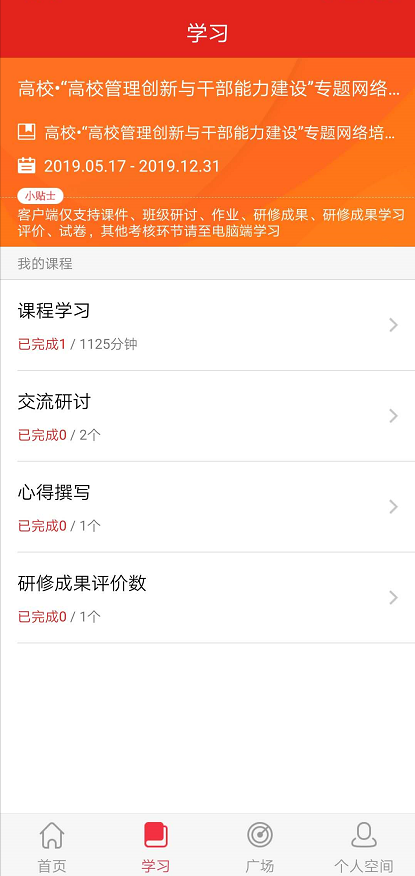 学习
高校•“高校管理创新与干部能力建设”专题网络...
高校•“高校管理创新与干部能力建设”专题网络培...
2019.05.17 - 2019.12.31
小贴士
客户端仅支持课件、班级研讨、作业、研修成果、研修成果学习
评价、试卷，其他考核环节请至电脑端学习
我的课程
课程学习
已完成1 / 1125分钟
交流研讨
已完成0 / 2个
心得撰写
已完成0 / 1个
研修成果评价数
已完成0 / 1个
首页 学习 广场 个人空间